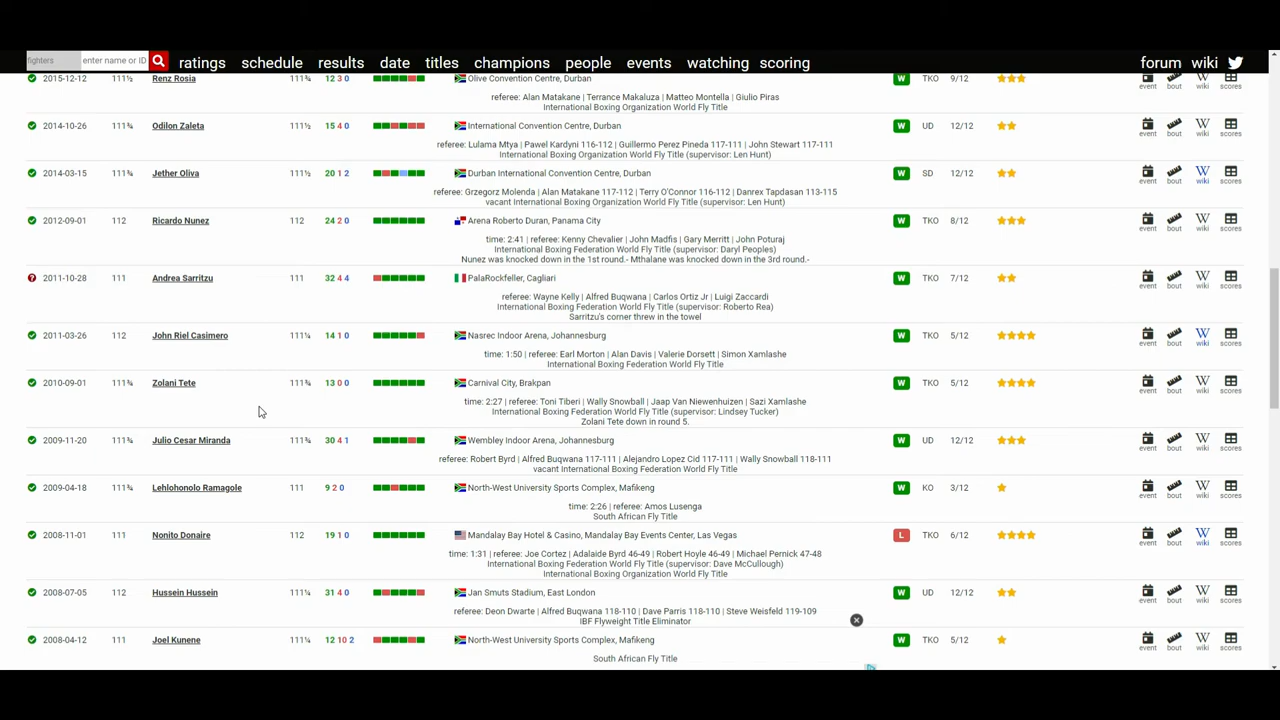 fighters enter name or ID ratings schedule results date titles champions people events watching scoring forum wiki
2015-12-12 111½ Renz Rosia 111¾ 12 3 0 Olive Convention Centre, Durban W TKO 9/12 event bout wiki scores
referee: Alan Matakane | Terrance Makaluza | Matteo Montella | Giulio Piras
International Boxing Organization World Fly Title
2014-10-26 111¾ Odilon Zaleta 111½ 15 4 0 International Convention Centre, Durban W UD 12/12 event bout wiki scores
referee: Lulama Mtya | Pawel Kardyni 116-112 | Guillermo Perez Pineda 117-111 | John Stewart 117-111
International Boxing Organization World Fly Title (supervisor: Len Hunt)
2014-03-15 111¾ Jether Oliva 111½ 20 1 2 Durban International Convention Centre, Durban W SD 12/12 event bout wiki scores
referee: Grzegorz Molenda | Alan Matakane 117-112 | Terry O'Connor 116-112 | Danrex Tapdasan 113-115
vacant International Boxing Organization World Fly Title (supervisor: Len Hunt)
2012-09-01 112 Ricardo Nunez 112 24 2 0 Arena Roberto Duran, Panama City W TKO 8/12 event bout wiki scores
time: 2:41 | referee: Kenny Chevalier | John Madfis | Gary Merritt | John Poturaj
International Boxing Federation World Fly Title (supervisor: Daryl Peoples)
Nunez was knocked down in the 1st round.- Mthalane was knocked down in the 3rd round.-
2011-10-28 111 Andrea Sarritzu 111 32 4 4 PalaRockfeller, Cagliari W TKO 7/12 event bout wiki scores
referee: Wayne Kelly | Alfred Buqwana | Carlos Ortiz Jr | Luigi Zaccardi
International Boxing Federation World Fly Title (supervisor: Roberto Rea)
Sarritzu's corner threw in the towel
2011-03-26 112 John Riel Casimero 111¼ 14 1 0 Nasrec Indoor Arena, Johannesburg W TKO 5/12 event bout wiki scores
time: 1:50 | referee: Earl Morton | Alan Davis | Valerie Dorsett | Simon Xamlashe
International Boxing Federation World Fly Title
2010-09-01 111¾ Zolani Tete 111¾ 13 0 0 Carnival City, Brakpan W TKO 5/12 event bout wiki scores
time: 2:27 | referee: Toni Tiberi | Wally Snowball | Jaap Van Nieuwenhuizen | Sazi Xamlashe
International Boxing Federation World Fly Title (supervisor: Lindsey Tucker)
Zolani Tete down in round 5.
2009-11-20 111¾ Julio Cesar Miranda 111¾ 30 4 1 Wembley Indoor Arena, Johannesburg W UD 12/12 event bout wiki scores
referee: Robert Byrd | Alfred Buqwana 117-111 | Alejandro Lopez Cid 117-111 | Wally Snowball 118-111
vacant International Boxing Federation World Fly Title
2009-04-18 111¾ Lehlohonolo Ramagole 111 9 2 0 North-West University Sports Complex, Mafikeng W KO 3/12 event bout wiki scores
time: 2:26 | referee: Amos Lusenga
South African Fly Title
2008-11-01 111 Nonito Donaire 112 19 1 0 Mandalay Bay Hotel & Casino, Mandalay Bay Events Center, Las Vegas L TKO 6/12 event bout wiki scores
time: 1:31 | referee: Joe Cortez | Adalaide Byrd 46-49 | Robert Hoyle 46-49 | Michael Pernick 47-48
International Boxing Federation World Fly Title (supervisor: Dave McCullough)
International Boxing Organization World Fly Title
2008-07-05 112 Hussein Hussein 111¼ 31 4 0 Jan Smuts Stadium, East London W UD 12/12 event bout wiki scores
referee: Deon Dwarte | Alfred Buqwana 118-110 | Dave Parris 118-110 | Steve Weisfeld 119-109
IBF Flyweight Title Eliminator
2008-04-12 111 Joel Kunene 111¼ 12 10 2 North-West University Sports Complex, Mafikeng W TKO 5/12 event bout wiki scores
South African Fly Title